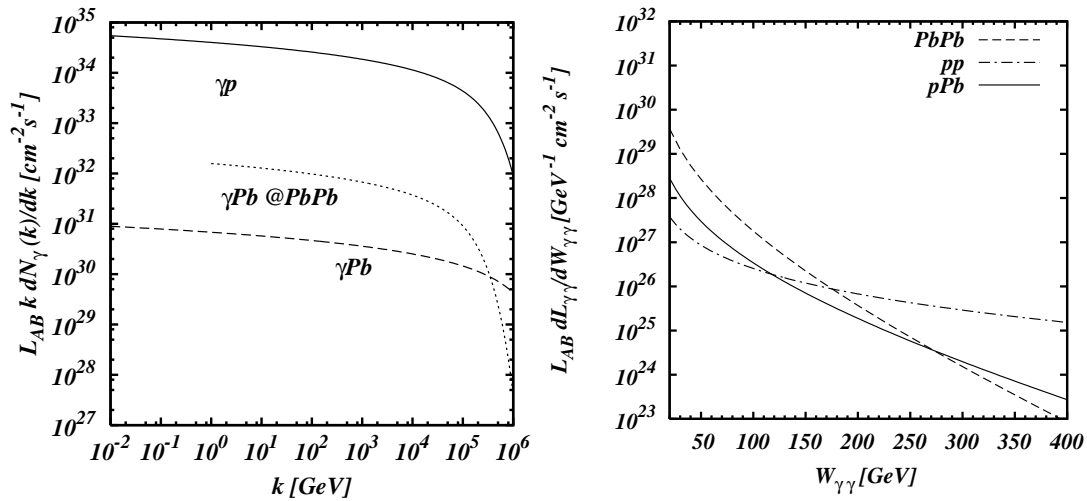 L_AB k dN_γ(k)/dk [cm^-2 s^-1]
10^35
10^34
10^33
10^32
10^31
10^30
10^29
10^28
10^27
γp
γPb @PbPb
γPb
10^-2 10^-1 10^0 10^1 10^2 10^3 10^4 10^5 10^6
k [GeV]
L_AB dL_γγ/dW_γγ [GeV^-1 cm^-2 s^-1]
10^32
10^31
10^30
10^29
10^28
10^27
10^26
10^25
10^24
10^23
PbPb
pp
pPb
50 100 150 200 250 300 350 400
W_γγ [GeV]